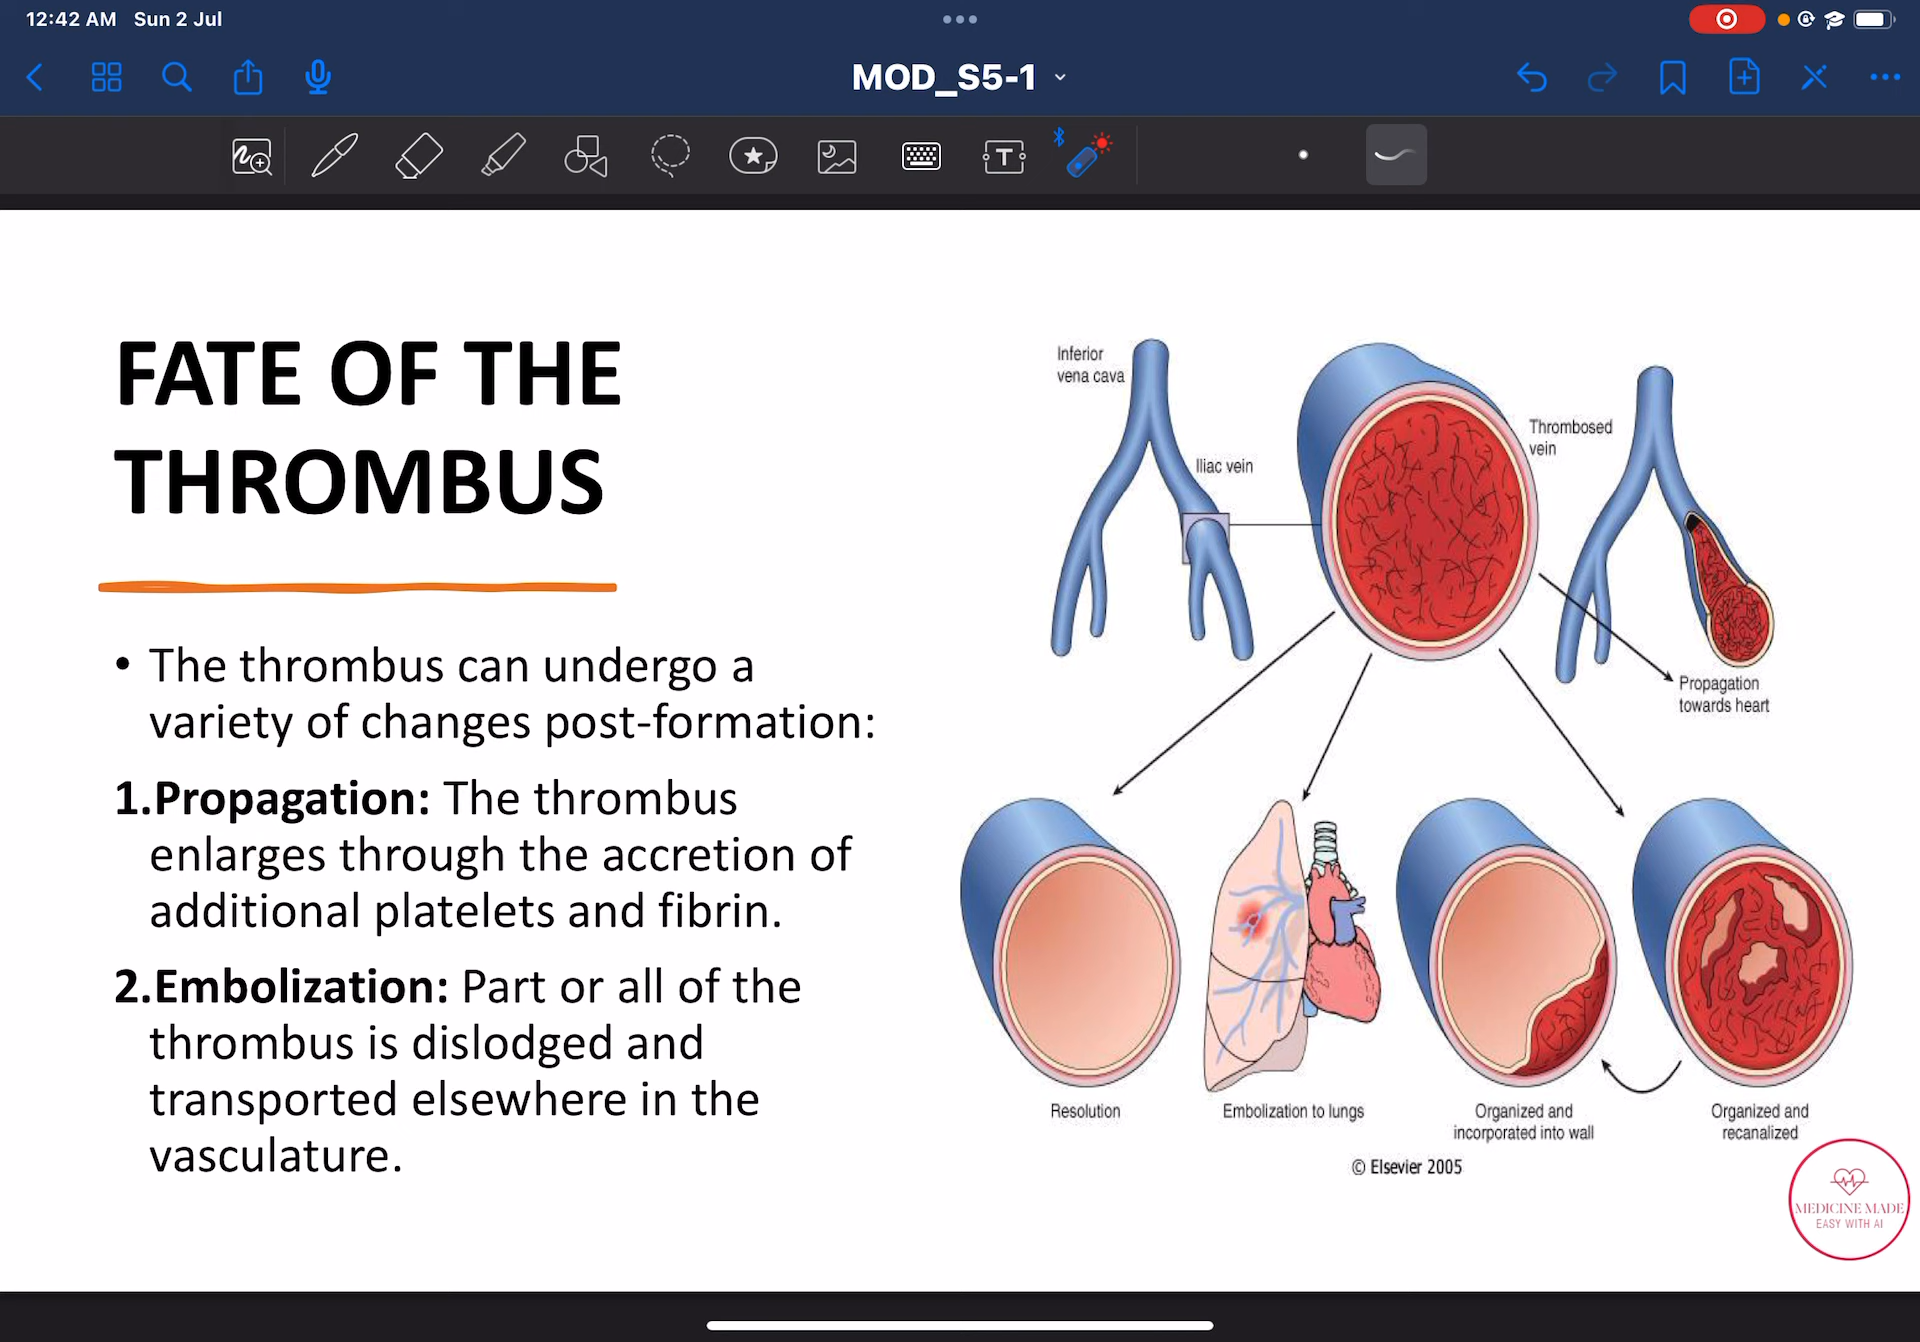 12:42 AM Sun 2 Jul
MOD_S5-1
T
FATE OF THE
THROMBUS
• The thrombus can undergo a
variety of changes post-formation:
1.Propagation: The thrombus
enlarges through the accretion of
additional platelets and fibrin.
2.Embolization: Part or all of the
thrombus is dislodged and
transported elsewhere in the
vasculature.
Inferior
vena cava
Iliac vein
Thrombosed
vein
Propagation
towards heart
Resolution
Embolization to lungs
Organized and
incorporated into wall
Organized and
recanalized
© Elsevier 2005
MEDICINE MADE
EASY WITH AI